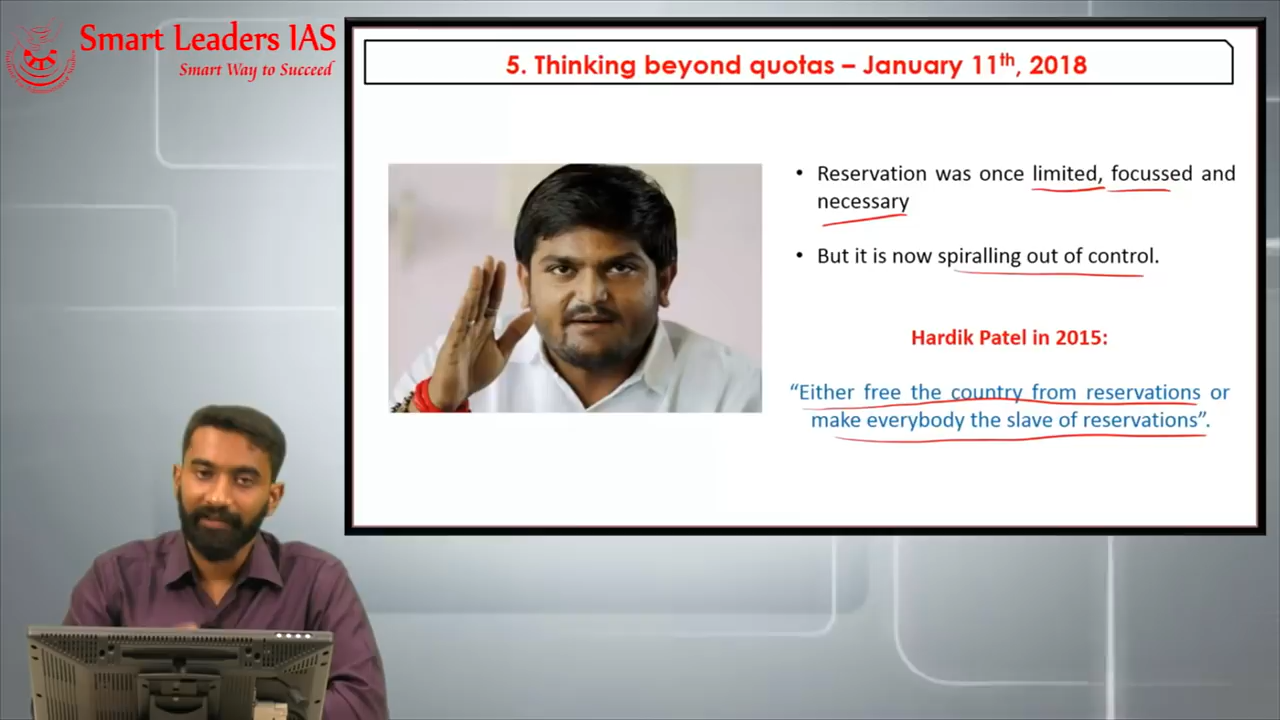 Smart Leaders IAS
Smart Way to Succeed
5. Thinking beyond quotas – January 11th, 2018
• Reservation was once limited, focussed and
necessary
• But it is now spiralling out of control.
Hardik Patel in 2015:
“Either free the country from reservations or
make everybody the slave of reservations”.